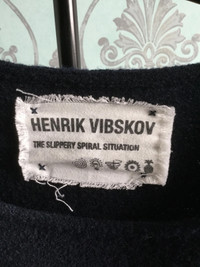 HENRIK VIBSKOV
THE SLIPPERY SPIRAL SITUATION